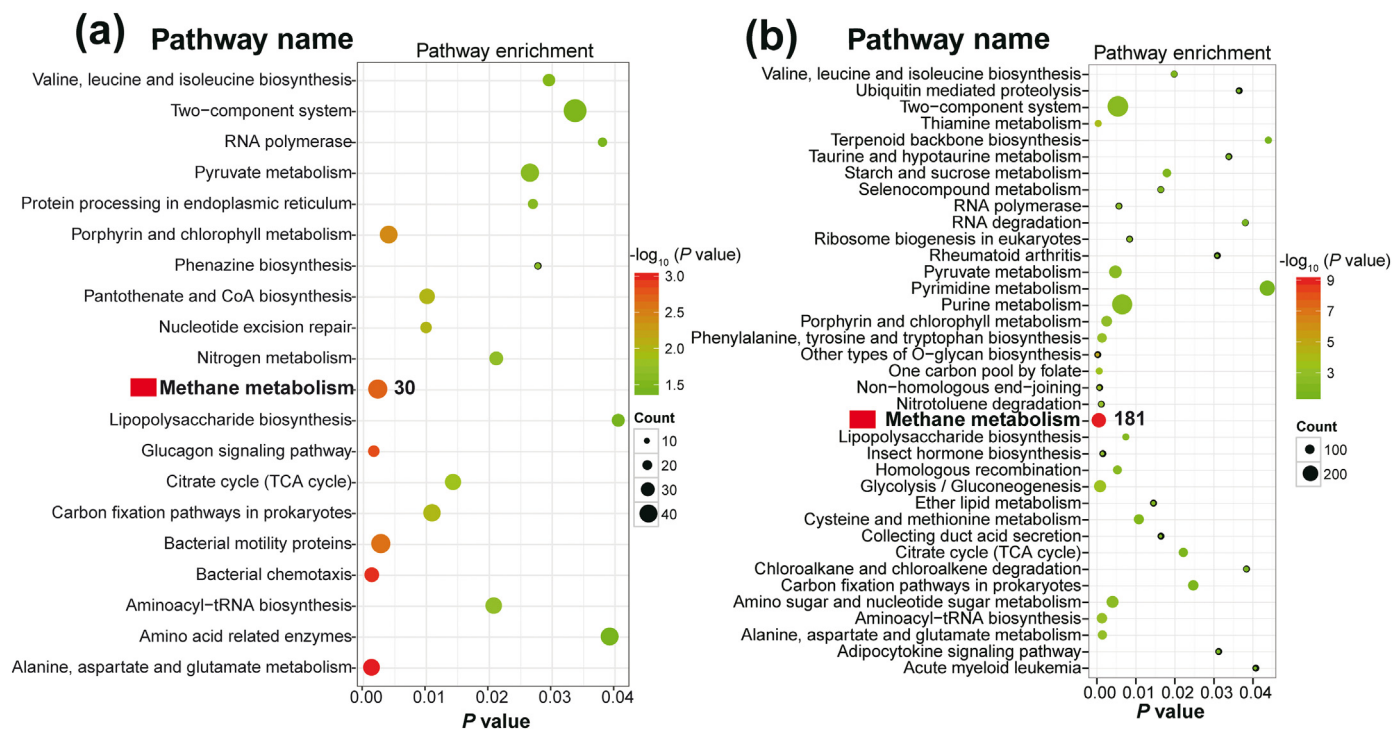 (a) Pathway name
Pathway enrichment
Valine, leucine and isoleucine biosynthesis
Two−component system
RNA polymerase
Pyruvate metabolism
Protein processing in endoplasmic reticulum
Porphyrin and chlorophyll metabolism
Phenazine biosynthesis
Pantothenate and CoA biosynthesis
Nucleotide excision repair
Nitrogen metabolism
Methane metabolism 30
Lipopolysaccharide biosynthesis
Glucagon signaling pathway
Citrate cycle (TCA cycle)
Carbon fixation pathways in prokaryotes
Bacterial motility proteins
Bacterial chemotaxis
Aminoacyl−tRNA biosynthesis
Amino acid related enzymes
Alanine, aspartate and glutamate metabolism
0.00 0.01 0.02 0.03 0.04
P value
-log10 (P value)
3.0
2.0
1.5
Count
10
20
30
40
(b) Pathway name
Pathway enrichment
Valine, leucine and isoleucine biosynthesis
Ubiquitin mediated proteolysis
Two−component system
Thiamine metabolism
Terpenoid backbone biosynthesis
Taurine and hypotaurine metabolism
Starch and sucrose metabolism
Selenocompound metabolism
RNA polymerase
RNA degradation
Ribosome biogenesis in eukaryotes
Rheumatoid arthritis
Pyruvate metabolism
Pyrimidine metabolism
Purine metabolism
Porphyrin and chlorophyll metabolism
Phenylalanine, tyrosine and tryptophan biosynthesis
Other types of O−glycan biosynthesis
One carbon pool by folate
Non−homologous end−joining
Nitrotoluene degradation
Methane metabolism 181
Lipopolysaccharide biosynthesis
Insect hormone biosynthesis
Homologous recombination
Glycolysis / Gluconeogenesis
Ether lipid metabolism
Cysteine and methionine metabolism
Collecting duct acid secretion
Citrate cycle (TCA cycle)
Chloroalkane and chloroalkene degradation
Carbon fixation pathways in prokaryotes
Amino sugar and nucleotide sugar metabolism
Aminoacyl−tRNA biosynthesis
Alanine, aspartate and glutamate metabolism
Adipocytokine signaling pathway
Acute myeloid leukemia
0.00 0.01 0.02 0.03 0.04
P value
-log10 (P value)
9
7
5
3
Count
100
200